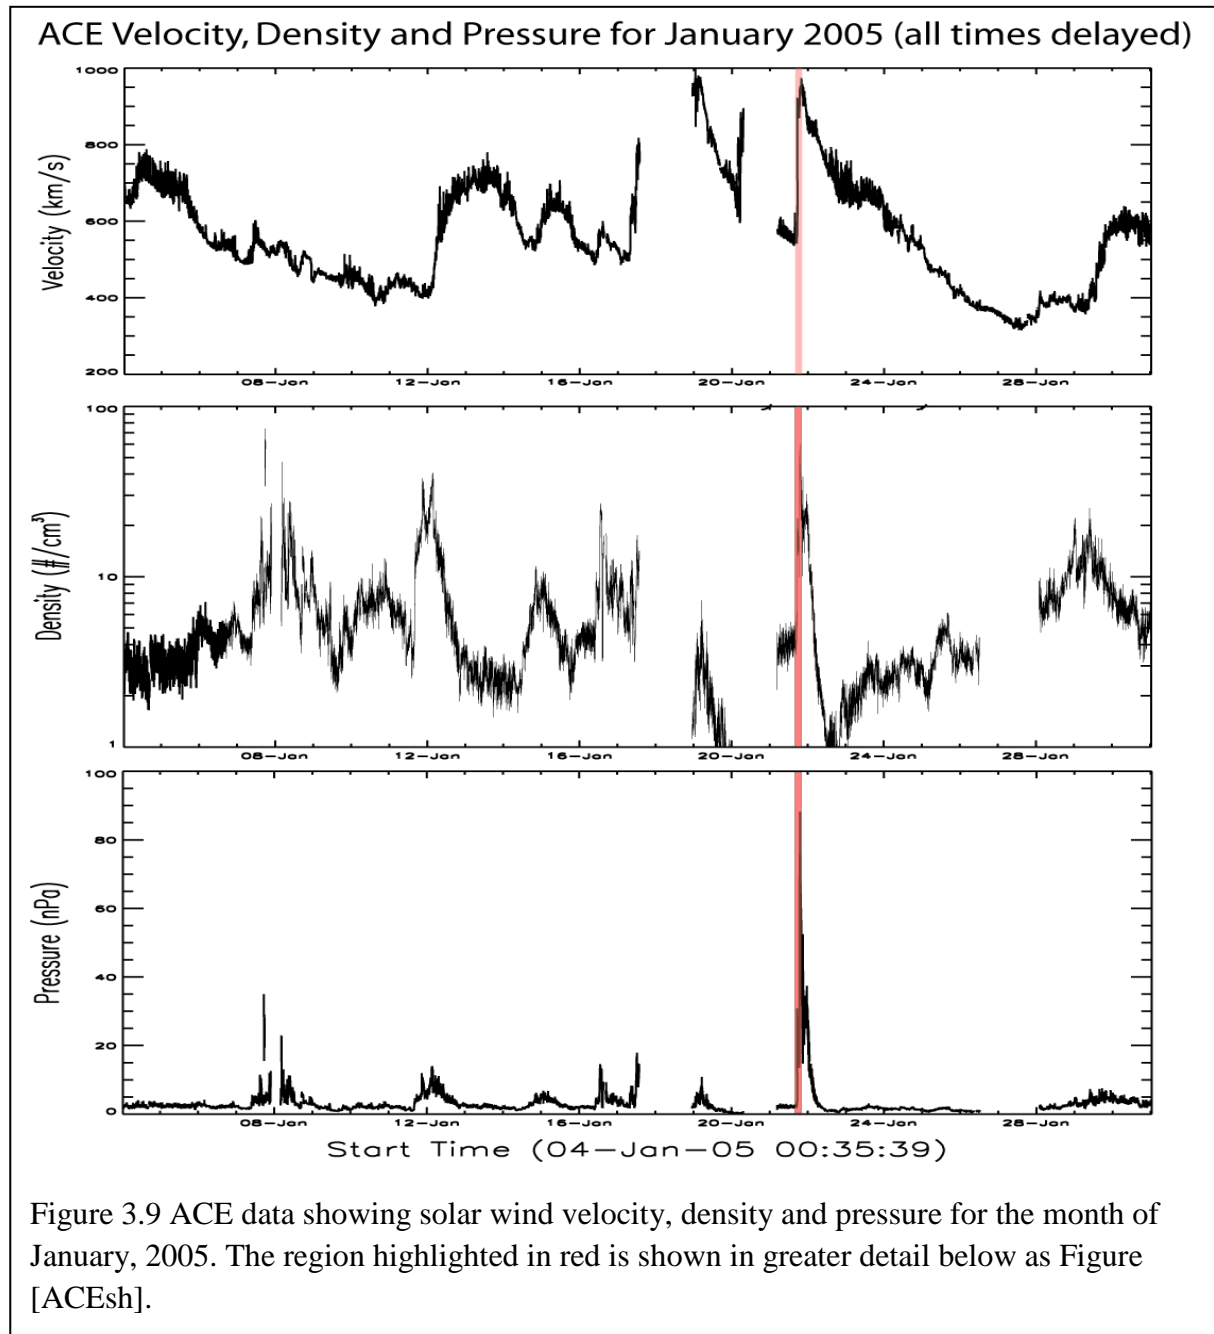 ACE Velocity, Density and Pressure for January 2005 (all times delayed)
1000
800
600
400
200
Velocity (km/s)
08-Jan 12-Jan 16-Jan 20-Jan 24-Jan 28-Jan
100
10
1
Density (#/cm³)
08-Jan 12-Jan 16-Jan 20-Jan 24-Jan 28-Jan
100
80
60
40
20
0
Pressure (nPa)
08-Jan 12-Jan 16-Jan 20-Jan 24-Jan 28-Jan
Start Time (04-Jan-05 00:35:39)
Figure 3.9 ACE data showing solar wind velocity, density and pressure for the month of
January, 2005. The region highlighted in red is shown in greater detail below as Figure
[ACEsh].